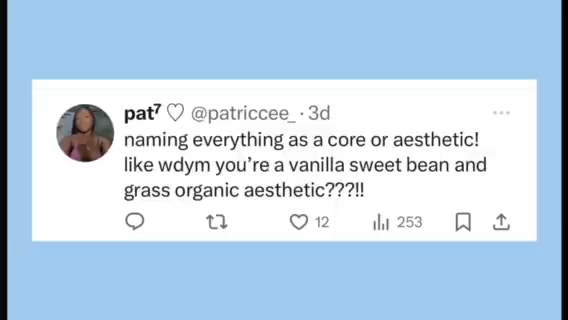 pat⁷ ♡ @patriccee_ · 3d
naming everything as a core or aesthetic!
like wdym you’re a vanilla sweet bean and
grass organic aesthetic???!!
12 253